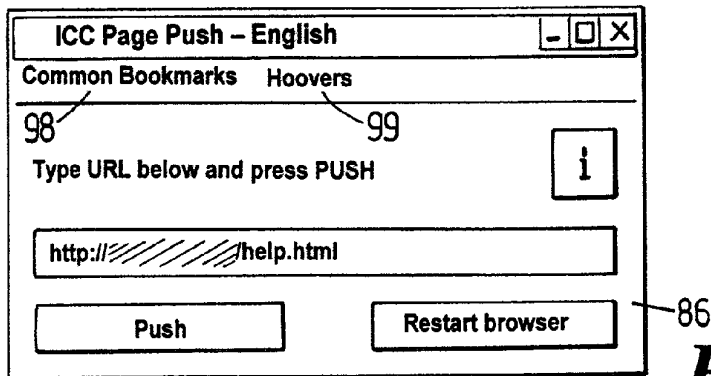 ICC Page Push – English
Common Bookmarks Hoovers
98 99
Type URL below and press PUSH i
http:// /help.html
Push Restart browser
86